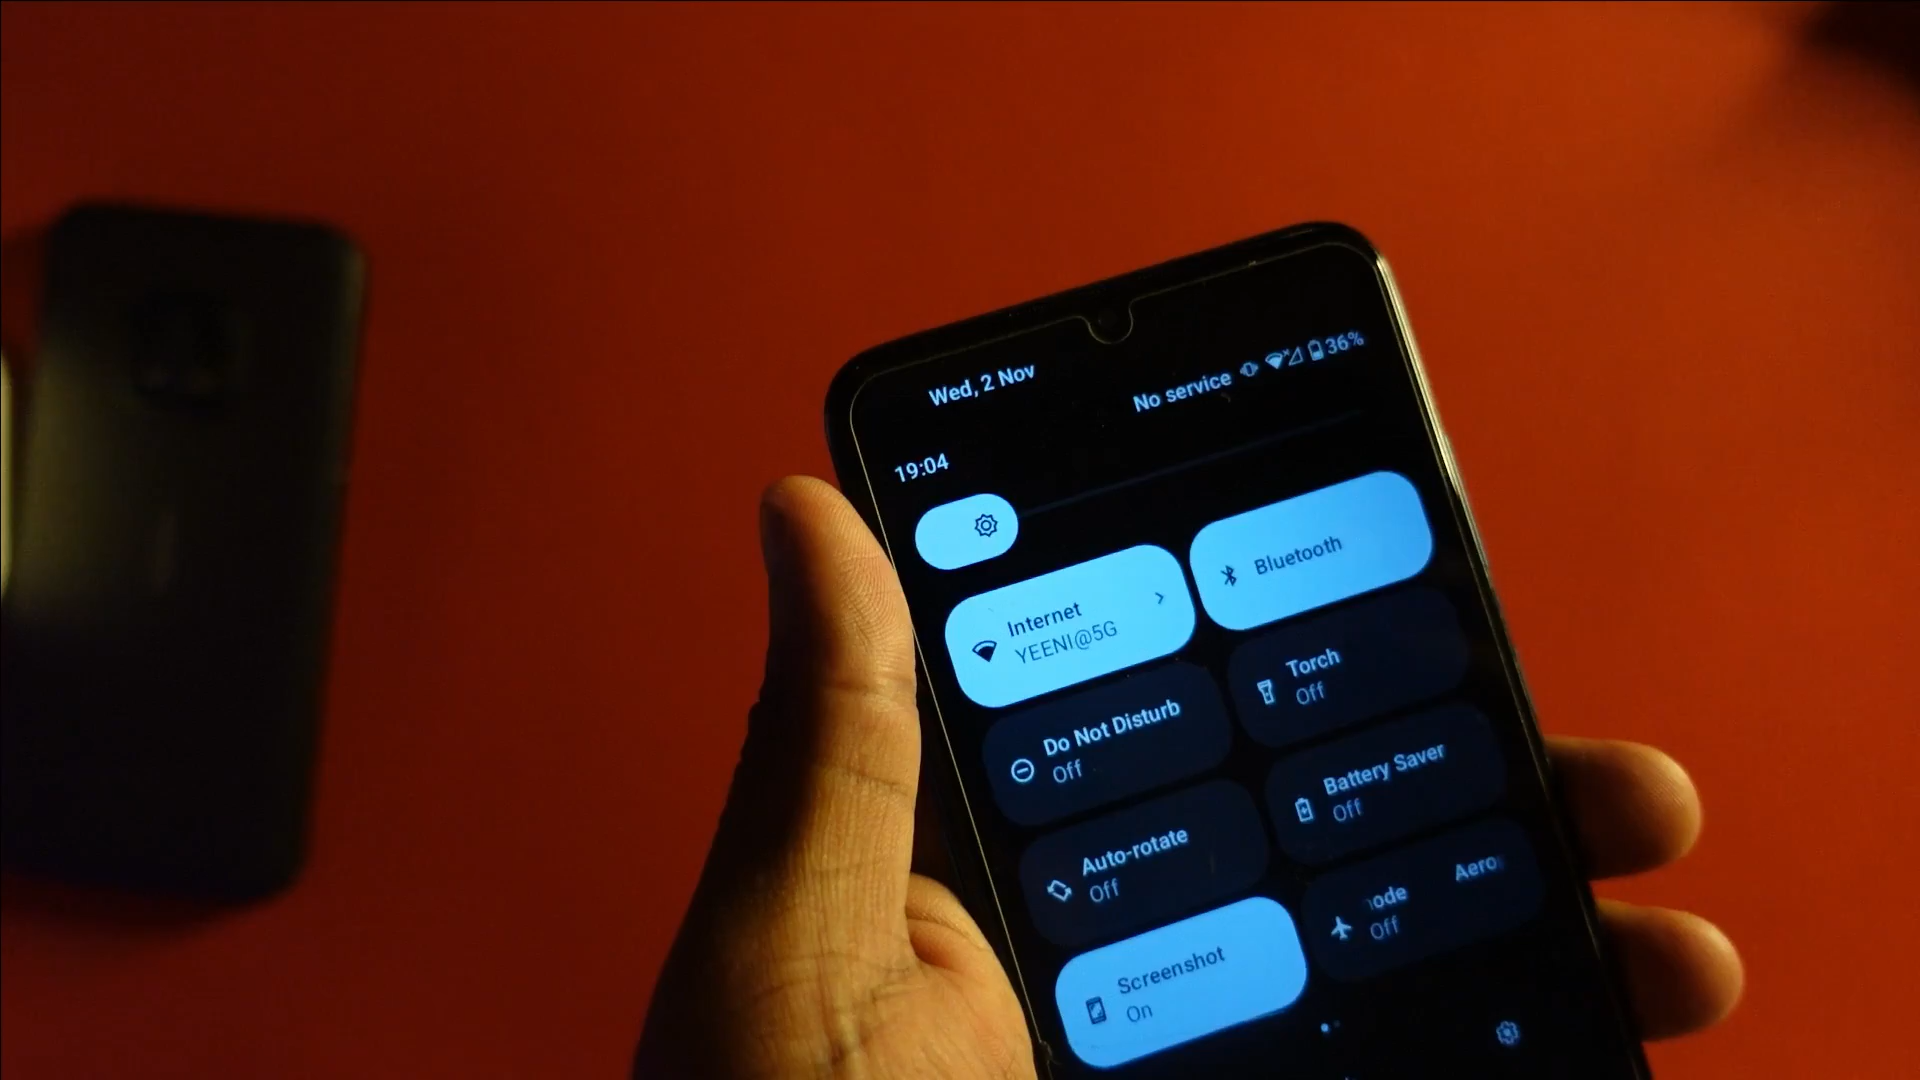 Wed, 2 Nov
No service 36%
19:04
Internet
YEENI@5G
Bluetooth
Do Not Disturb
Off
Torch
Off
Auto-rotate
Off
Battery Saver
Off
Screenshot
On
ode Aero
Off